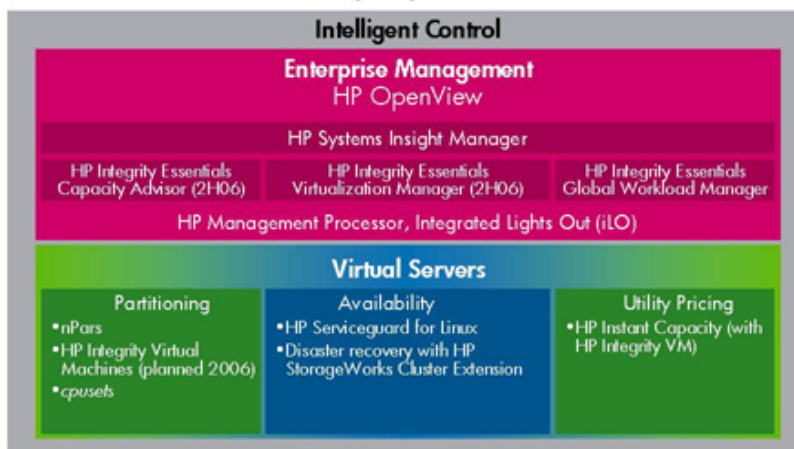 Intelligent Control
Enterprise Management
HP OpenView
HP Systems Insight Manager
HP Integrity Essentials
Capacity Advisor (2H06)
HP Integrity Essentials
Virtualization Manager (2H06)
HP Integrity Essentials
Global Workload Manager
HP Management Processor, Integrated Lights Out (iLO)
Virtual Servers
Partitioning
•nPars
•HP Integrity Virtual
Machines (planned 2006)
•cpusets
Availability
•HP Serviceguard for Linux
•Disaster recovery with HP
StorageWorks Cluster Extension
Utility Pricing
•HP Instant Capacity (with
HP Integrity VM)